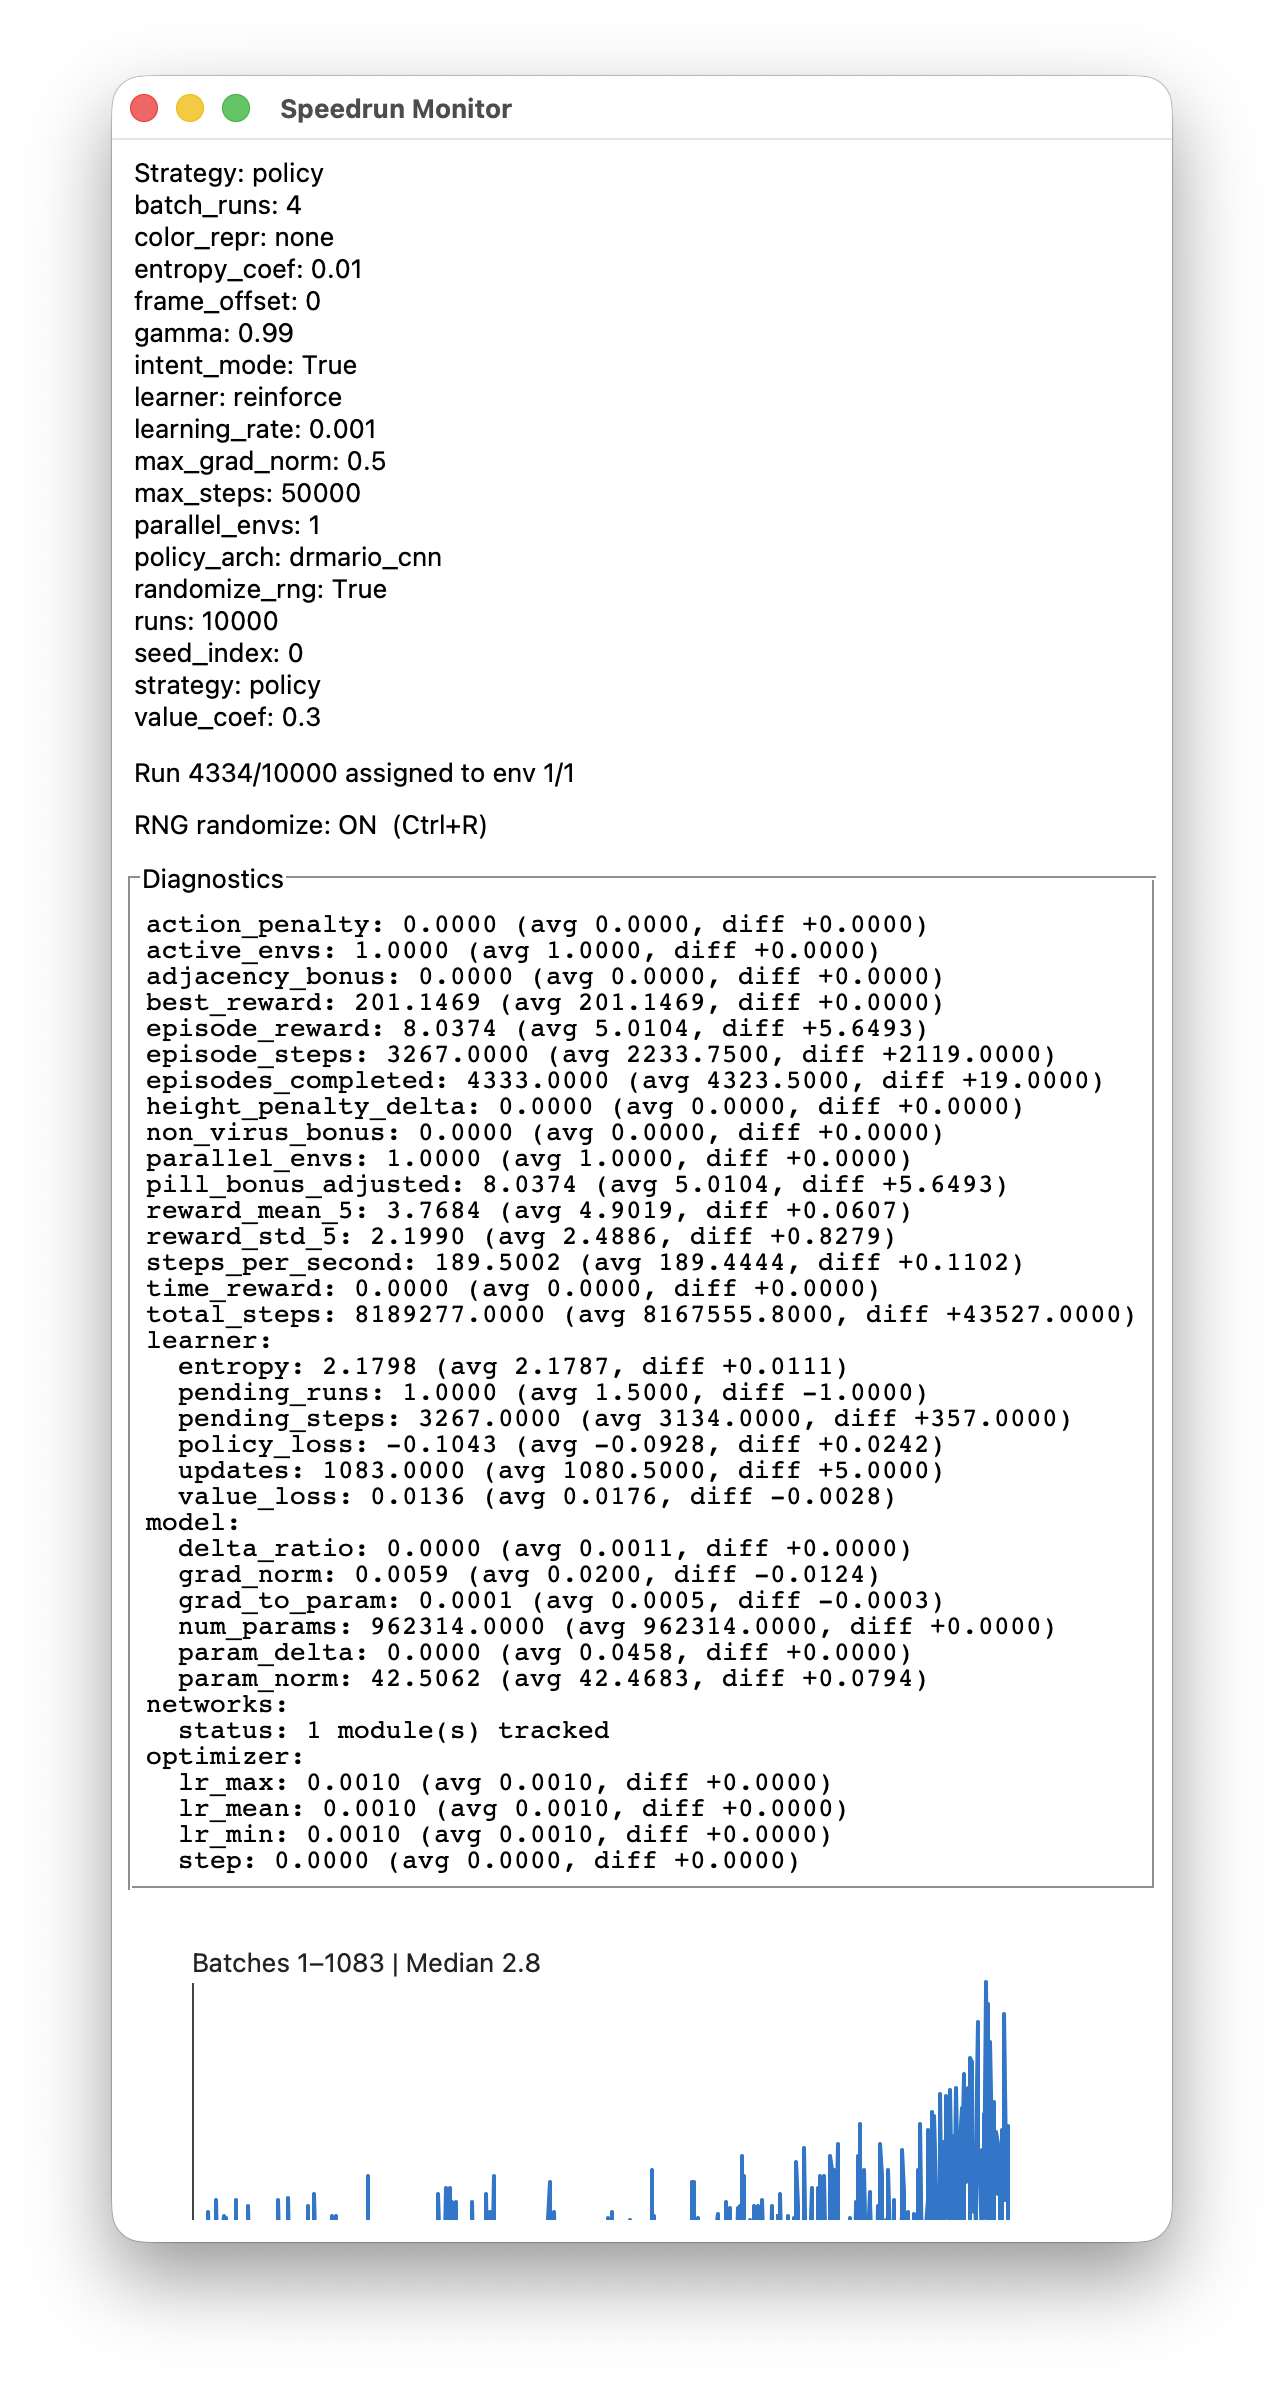 Speedrun Monitor
Strategy: policy
batch_runs: 4
color_repr: none
entropy_coef: 0.01
frame_offset: 0
gamma: 0.99
intent_mode: True
learner: reinforce
learning_rate: 0.001
max_grad_norm: 0.5
max_steps: 50000
parallel_envs: 1
policy_arch: drmario_cnn
randomize_rng: True
runs: 10000
seed_index: 0
strategy: policy
value_coef: 0.3
Run 4334/10000 assigned to env 1/1
RNG randomize: ON  (Ctrl+R)
Diagnostics
action_penalty: 0.0000 (avg 0.0000, diff +0.0000)
active_envs: 1.0000 (avg 1.0000, diff +0.0000)
adjacency_bonus: 0.0000 (avg 0.0000, diff +0.0000)
best_reward: 201.1469 (avg 201.1469, diff +0.0000)
episode_reward: 8.0374 (avg 5.0104, diff +5.6493)
episode_steps: 3267.0000 (avg 2233.7500, diff +2119.0000)
episodes_completed: 4333.0000 (avg 4323.5000, diff +19.0000)
height_penalty_delta: 0.0000 (avg 0.0000, diff +0.0000)
non_virus_bonus: 0.0000 (avg 0.0000, diff +0.0000)
parallel_envs: 1.0000 (avg 1.0000, diff +0.0000)
pill_bonus_adjusted: 8.0374 (avg 5.0104, diff +5.6493)
reward_mean_5: 3.7684 (avg 4.9019, diff +0.0607)
reward_std_5: 2.1990 (avg 2.4886, diff +0.8279)
steps_per_second: 189.5002 (avg 189.4444, diff +0.1102)
time_reward: 0.0000 (avg 0.0000, diff +0.0000)
total_steps: 8189277.0000 (avg 8167555.8000, diff +43527.0000)
learner:
  entropy: 2.1798 (avg 2.1787, diff +0.0111)
  pending_runs: 1.0000 (avg 1.5000, diff -1.0000)
  pending_steps: 3267.0000 (avg 3134.0000, diff +357.0000)
  policy_loss: -0.1043 (avg -0.0928, diff +0.0242)
  updates: 1083.0000 (avg 1080.5000, diff +5.0000)
  value_loss: 0.0136 (avg 0.0176, diff -0.0028)
model:
  delta_ratio: 0.0000 (avg 0.0011, diff +0.0000)
  grad_norm: 0.0059 (avg 0.0200, diff -0.0124)
  grad_to_param: 0.0001 (avg 0.0005, diff -0.0003)
  num_params: 962314.0000 (avg 962314.0000, diff +0.0000)
  param_delta: 0.0000 (avg 0.0458, diff +0.0000)
  param_norm: 42.5062 (avg 42.4683, diff +0.0794)
networks:
  status: 1 module(s) tracked
optimizer:
  lr_max: 0.0010 (avg 0.0010, diff +0.0000)
  lr_mean: 0.0010 (avg 0.0010, diff +0.0000)
  lr_min: 0.0010 (avg 0.0010, diff +0.0000)
  step: 0.0000 (avg 0.0000, diff +0.0000)
Batches 1–1083 | Median 2.8